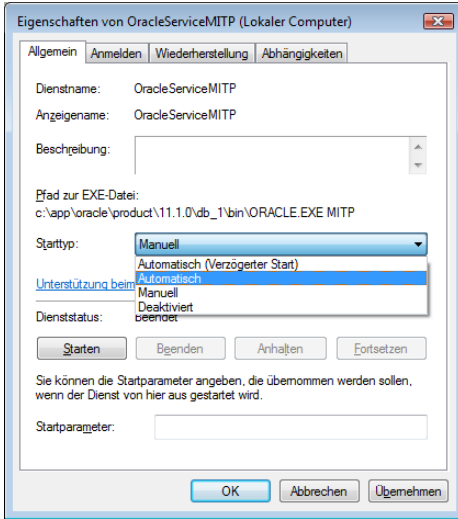 Eigenschaften von OracleServiceMITP (Lokaler Computer)
Allgemein Anmelden Wiederherstellung Abhängigkeiten
Dienstname: OracleServiceMITP
Anzeigename: OracleServiceMITP
Beschreibung:
Pfad zur EXE-Datei:
c:\app\oracle\product\11.1.0\db_1\bin\ORACLE.EXE MITP
Starttyp: Manuell
Automatisch (Verzögerter Start)
Automatisch
Unterstützung beim
Manuell
Deaktiviert
Dienststatus: Beendet
Starten Beenden Anhalten Fortsetzen
Sie können die Startparameter angeben, die übernommen werden sollen,
wenn der Dienst von hier aus gestartet wird.
Startparameter:
OK Abbrechen Übernehmen